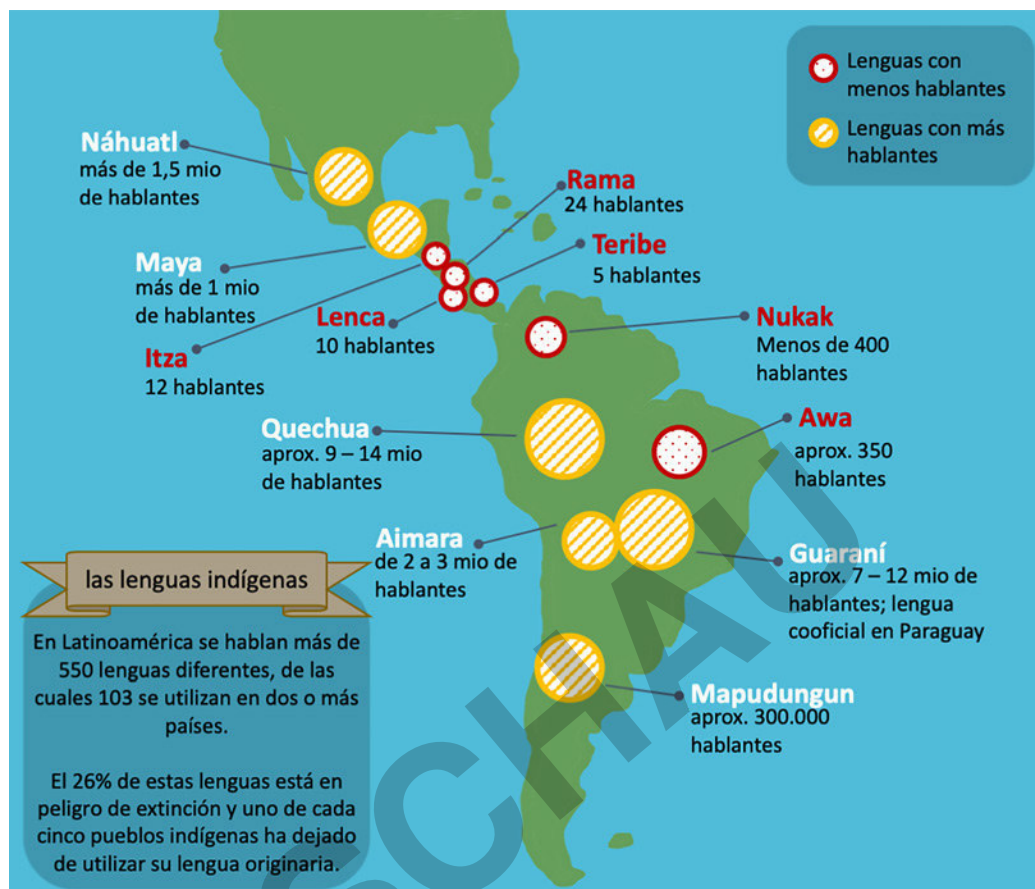 Lenguas con
menos hablantes
Lenguas con más
hablantes
Náhuatl
más de 1,5 mio
de hablantes
Rama
24 hablantes
Teribe
5 hablantes
Maya
más de 1 mio
de hablantes
Lenca
10 hablantes
Nukak
Menos de 400
hablantes
Itza
12 hablantes
Quechua
aprox. 9 – 14 mio
de hablantes
Awa
aprox. 350
hablantes
Aimara
de 2 a 3 mio de
hablantes
Guaraní
aprox. 7 – 12 mio de
hablantes; lengua
cooficial en Paraguay
Mapudungun
aprox. 300.000
hablantes
las lenguas indígenas
En Latinoamérica se hablan más de
550 lenguas diferentes, de las
cuales 103 se utilizan en dos o más
países.
El 26% de estas lenguas está en
peligro de extinción y uno de cada
cinco pueblos indígenas ha dejado
de utilizar su lengua originaria.
SCHAU